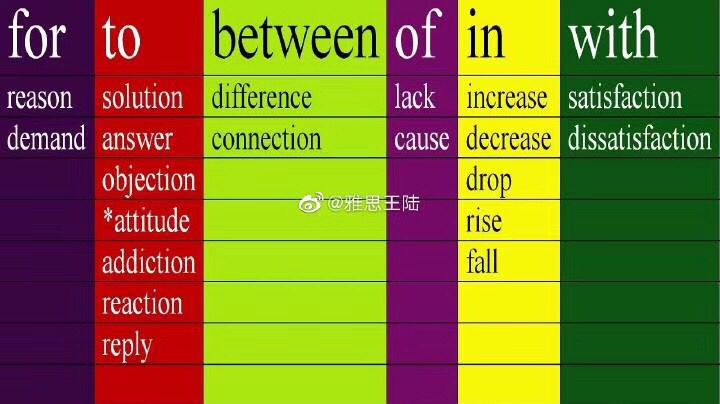 for to between of in with
reason solution difference lack increase satisfaction
demand answer connection cause decrease dissatisfaction
objection drop
@雅思王陆
*attitude rise
addiction fall
reaction
reply